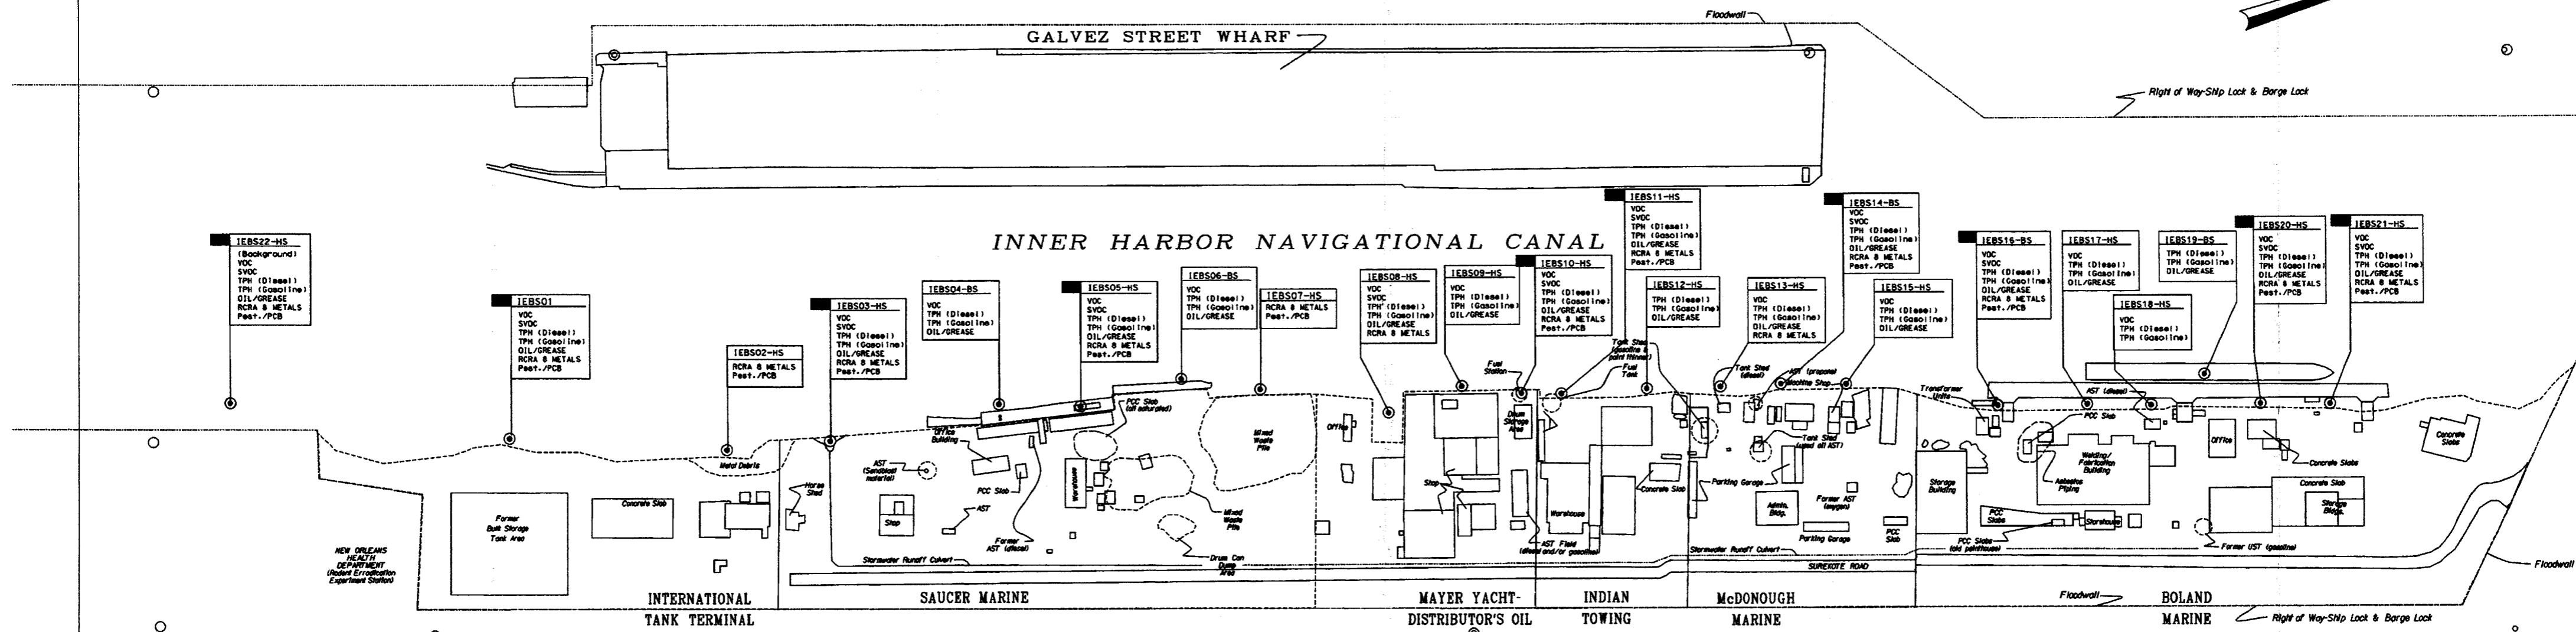 Floodwall
GALVEZ STREET WHARF
Right of Way-Ship Lock & Barge Lock
INNER HARBOR NAVIGATIONAL CANAL
IEBS22-HS
(Background)
VOC
SVOC
TPH (Diesel)
TPH (Gasoline)
OIL/GREASE
RCRA 8 METALS
Pest./PCB
IEBS01
VOC
SVOC
TPH (Diesel)
TPH (Gasoline)
OIL/GREASE
RCRA 8 METALS
Pest./PCB
IEBS02-HS
RCRA 8 METALS
Pest./PCB
IEBS03-HS
VOC
SVOC
TPH (Diesel)
TPH (Gasoline)
OIL/GREASE
RCRA 8 METALS
Pest./PCB
IEBS04-BS
VOC
TPH (Diesel)
TPH (Gasoline)
OIL/GREASE
IEBS05-HS
VOC
SVOC
TPH (Diesel)
TPH (Gasoline)
OIL/GREASE
RCRA 8 METALS
Pest./PCB
IEBS06-BS
VOC
TPH (Diesel)
TPH (Gasoline)
OIL/GREASE
IEBS07-HS
RCRA 8 METALS
Pest./PCB
IEBS08-HS
VOC
SVOC
TPH (Diesel)
TPH (Gasoline)
OIL/GREASE
RCRA 8 METALS
IEBS09-HS
VOC
TPH (Diesel)
TPH (Gasoline)
OIL/GREASE
IEBS10-HS
VOC
SVOC
TPH (Diesel)
TPH (Gasoline)
OIL/GREASE
RCRA 8 METALS
Pest./PCB
IEBS11-HS
VOC
SVOC
TPH (Diesel)
TPH (Gasoline)
OIL/GREASE
RCRA 8 METALS
Pest./PCB
IEBS12-HS
TPH (Diesel)
TPH (Gasoline)
OIL/GREASE
IEBS13-HS
VOC
TPH (Diesel)
TPH (Gasoline)
OIL/GREASE
RCRA 8 METALS
IEBS14-BS
VOC
SVOC
TPH (Diesel)
TPH (Gasoline)
OIL/GREASE
RCRA 8 METALS
Pest./PCB
IEBS15-HS
VOC
TPH (Diesel)
TPH (Gasoline)
OIL/GREASE
IEBS16-BS
VOC
SVOC
TPH (Diesel)
TPH (Gasoline)
OIL/GREASE
RCRA 8 METALS
Pest./PCB
IEBS17-HS
VOC
TPH (Diesel)
TPH (Gasoline)
OIL/GREASE
IEBS18-HS
VOC
TPH (Diesel)
TPH (Gasoline)
IEBS19-BS
TPH (Diesel)
TPH (Gasoline)
OIL/GREASE
IEBS20-HS
VOC
TPH (Diesel)
TPH (Gasoline)
OIL/GREASE
RCRA 8 METALS
Pest./PCB
IEBS21-HS
VOC
SVOC
TPH (Diesel)
TPH (Gasoline)
OIL/GREASE
RCRA 8 METALS
Pest./PCB
Tank Shed
(gasoline &
paint thinner)
Fuel
Station
Fuel
Tank
Tank Shed
(diesel)
AST (propane)
Machine Shop
Transformer
Units
AST (diesel)
PCC Slab
PCC Slab
(oil saturated)
Office
Building
Mixed
Waste
Pile
Office
Drum
Storage
Area
Tank Shed
(used oil AST)
Office
Concrete
Slabs
Metal Debris
AST
(Sandblast
material)
PCC Slab
Warehouse
Horse
Shed
Concrete Slab
Former
Bulk Storage
Tank Area
Shop
AST
Mixed
Waste
Pile
Shop
Warehouse
Concrete Slab
Parking Garage
Admin.
Bldg.
Former AST
(oxygen)
Parking Garage
PCC
Slab
Storage
Building
Welding/
Fabrication
Building
Asbestos
Piping
Concrete Slabs
Concrete Slab
Storage
Bldgs.
PCC
Slabs
Storehouse
PCC Slabs
(old painthouse)
Former UST (gasoline)
NEW ORLEANS
HEALTH
DEPARTMENT
(Rodent Erradication
Experiment Station)
Former
AST (diesel)
AST Field
(diesel and/or gasoline)
Stormwater Runoff Culvert
Drum Can
Dump
Area
Stormwater Runoff Culvert
SUREKOTE ROAD
Floodwall
INTERNATIONAL
TANK TERMINAL
SAUCER MARINE
MAYER YACHT-
DISTRIBUTOR'S OIL
INDIAN
TOWING
McDONOUGH
MARINE
Floodwall
BOLAND
MARINE
Right of Way-Ship Lock & Barge Lock